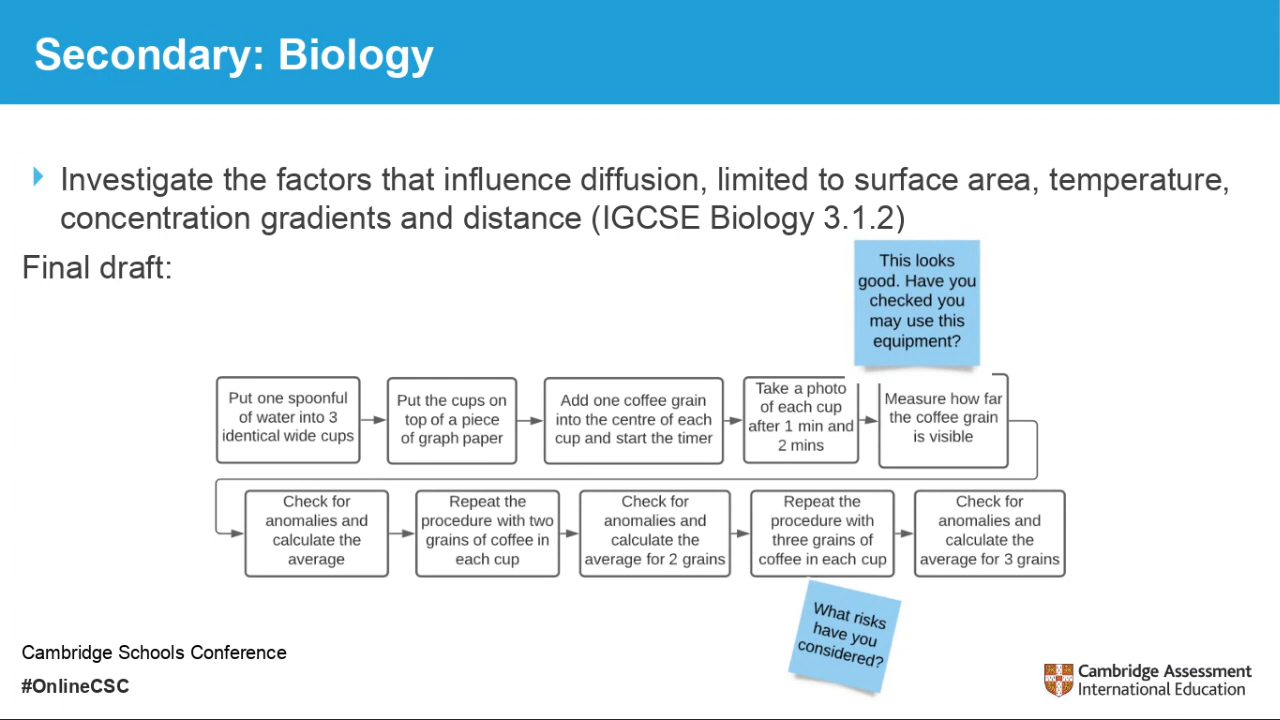 Secondary: Biology
Investigate the factors that influence diffusion, limited to surface area, temperature,
concentration gradients and distance (IGCSE Biology 3.1.2)
Final draft:
This looks
good. Have you
checked you
may use this
equipment?
Put one spoonful
of water into 3
identical wide cups
Put the cups on
top of a piece
of graph paper
Add one coffee grain
into the centre of each
cup and start the timer
Take a photo
of each cup
after 1 min and
2 mins
Measure how far
the coffee grain
is visible
Check for
anomalies and
calculate the
average
Repeat the
procedure with two
grains of coffee in
each cup
Check for
anomalies and
calculate the
average for 2 grains
Repeat the
procedure with
three grains of
coffee in each cup
Check for
anomalies and
calculate the
average for 3 grains
What risks
have you
considered?
Cambridge Schools Conference
#OnlineCSC
Cambridge Assessment
International Education